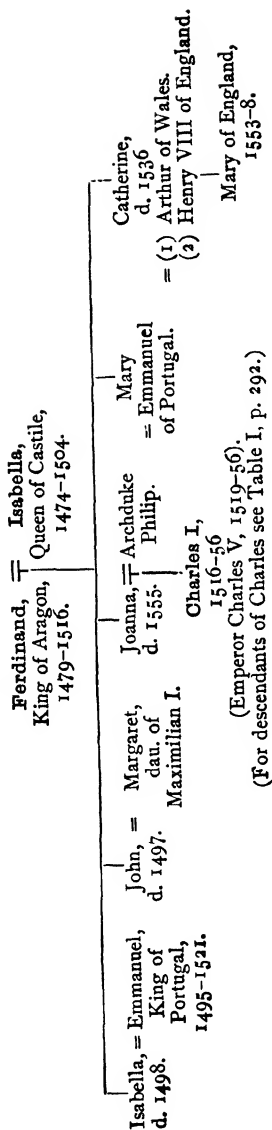 Ferdinand, = Isabella,
King of Aragon, Queen of Castile,
1479–1516. 1474–1504.
Isabella, = Emmanuel,
d. 1498. King of
Portugal,
1495–1521.
John, = Margaret,
d. 1497. dau. of
Maximilian I.
Joanna, = Archduke
d. 1555. Philip.
Charles I,
1516–56
(Emperor Charles V, 1519–56).
(For descendants of Charles see Table I, p. 292.)
Mary
= Emmanuel
of Portugal.
Catherine,
d. 1536
= (1) Arthur of Wales.
(2) Henry VIII of England.
Mary of England,
1553–8.